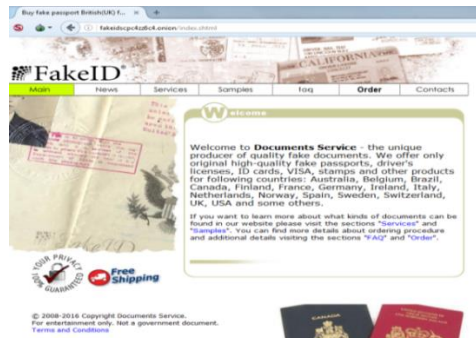 Buy fake passport British(UK) f...
fakeidscpc4zz6c4.onion/index.shtml
FakeID
CALIFORNIA
Main News Services Samples faq Order Contacts
Welcome
Welcome to Documents Service - the unique
producer of quality fake documents. We offer only
original high-quality fake passports, driver's
licenses, ID cards, VISA, stamps and other products
for following countries: Australia, Belgium, Brazil,
Canada, Finland, France, Germany, Ireland, Italy,
Netherlands, Norway, Spain, Sweden, Switzerland,
UK, USA and some others.
If you want to learn more about what kinds of documents can be
found in our website please visit the sections "Services" and
"Samples". You can find more details about ordering procedure
and additional details visiting the sections "FAQ" and "Order".
YOUR PRIVACY
100% GUARANTEED
Free
Shipping
© 2008-2016 Copyright Documents Service.
For entertainment only. Not a government document.
Terms and Conditions
CANADA